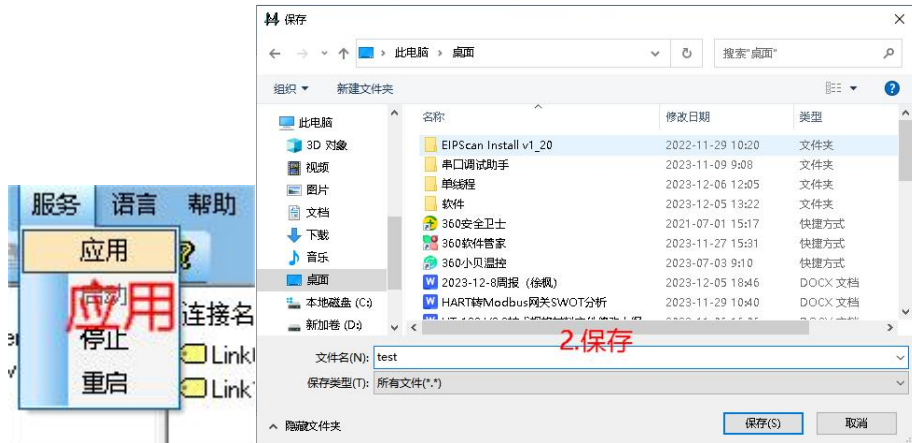 服务 语言 帮助
应用
启动
应用
停止
重启
连接名
Link
Link
保存
此电脑 › 桌面
搜索"桌面"
组织 新建文件夹
名称 修改日期 类型
此电脑
3D 对象
视频
图片
文档
下载
音乐
桌面
本地磁盘 (C:)
新加卷 (D:)
EIPScan Install v1_20 2022-11-29 10:20 文件夹
串口调试助手 2023-11-09 9:08 文件夹
单线程 2023-12-06 12:05 文件夹
软件 2023-12-05 13:22 文件夹
360安全卫士 2021-07-01 15:17 快捷方式
360软件管家 2023-11-27 15:31 快捷方式
360小贝温控 2023-07-03 9:10 快捷方式
2023-12-8周报（徐枫） 2023-12-05 18:46 DOCX 文档
HART转Modbus网关SWOT分析 2023-11-29 10:40 DOCX 文档
2.保存
文件名(N): test
保存类型(T): 所有文件(*.*)
隐藏文件夹
保存(S) 取消